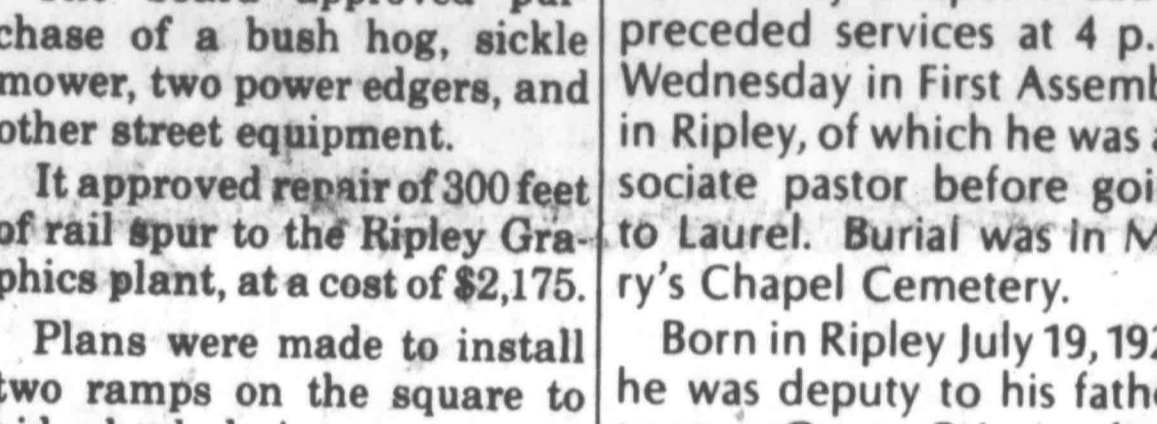 chase of a bush hog, sickle
mower, two power edgers, and
other street equipment.
It approved repair of 300 feet
of rail spur to the Ripley Gra-
phics plant, at a cost of $2,175.
Plans were made to install
two ramps on the square to
preceded services at 4 p.
Wednesday in First Assemb
in Ripley, of which he was a
sociate pastor before goi
to Laurel. Burial was in M
ry's Chapel Cemetery.
Born in Ripley July 19, 192
he was deputy to his fathe